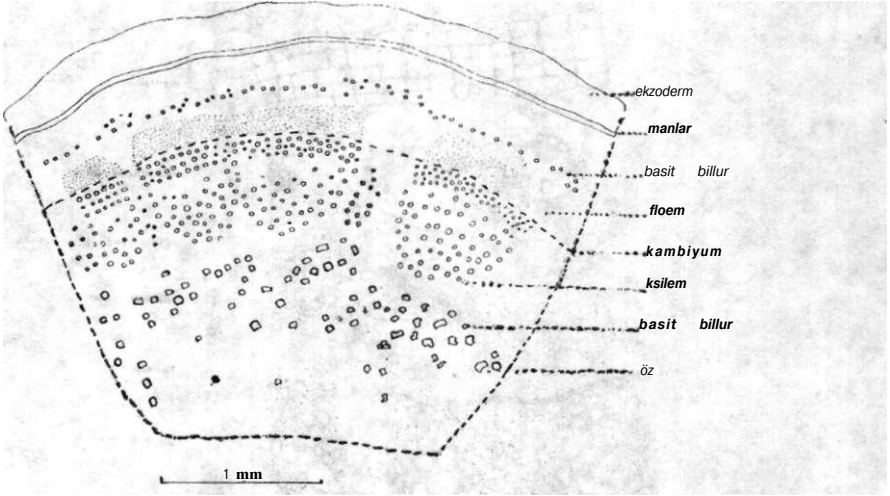 ekzoderm
manlar
basit billur
floem
kambiyum
ksilem
basit billur
öz
1 mm